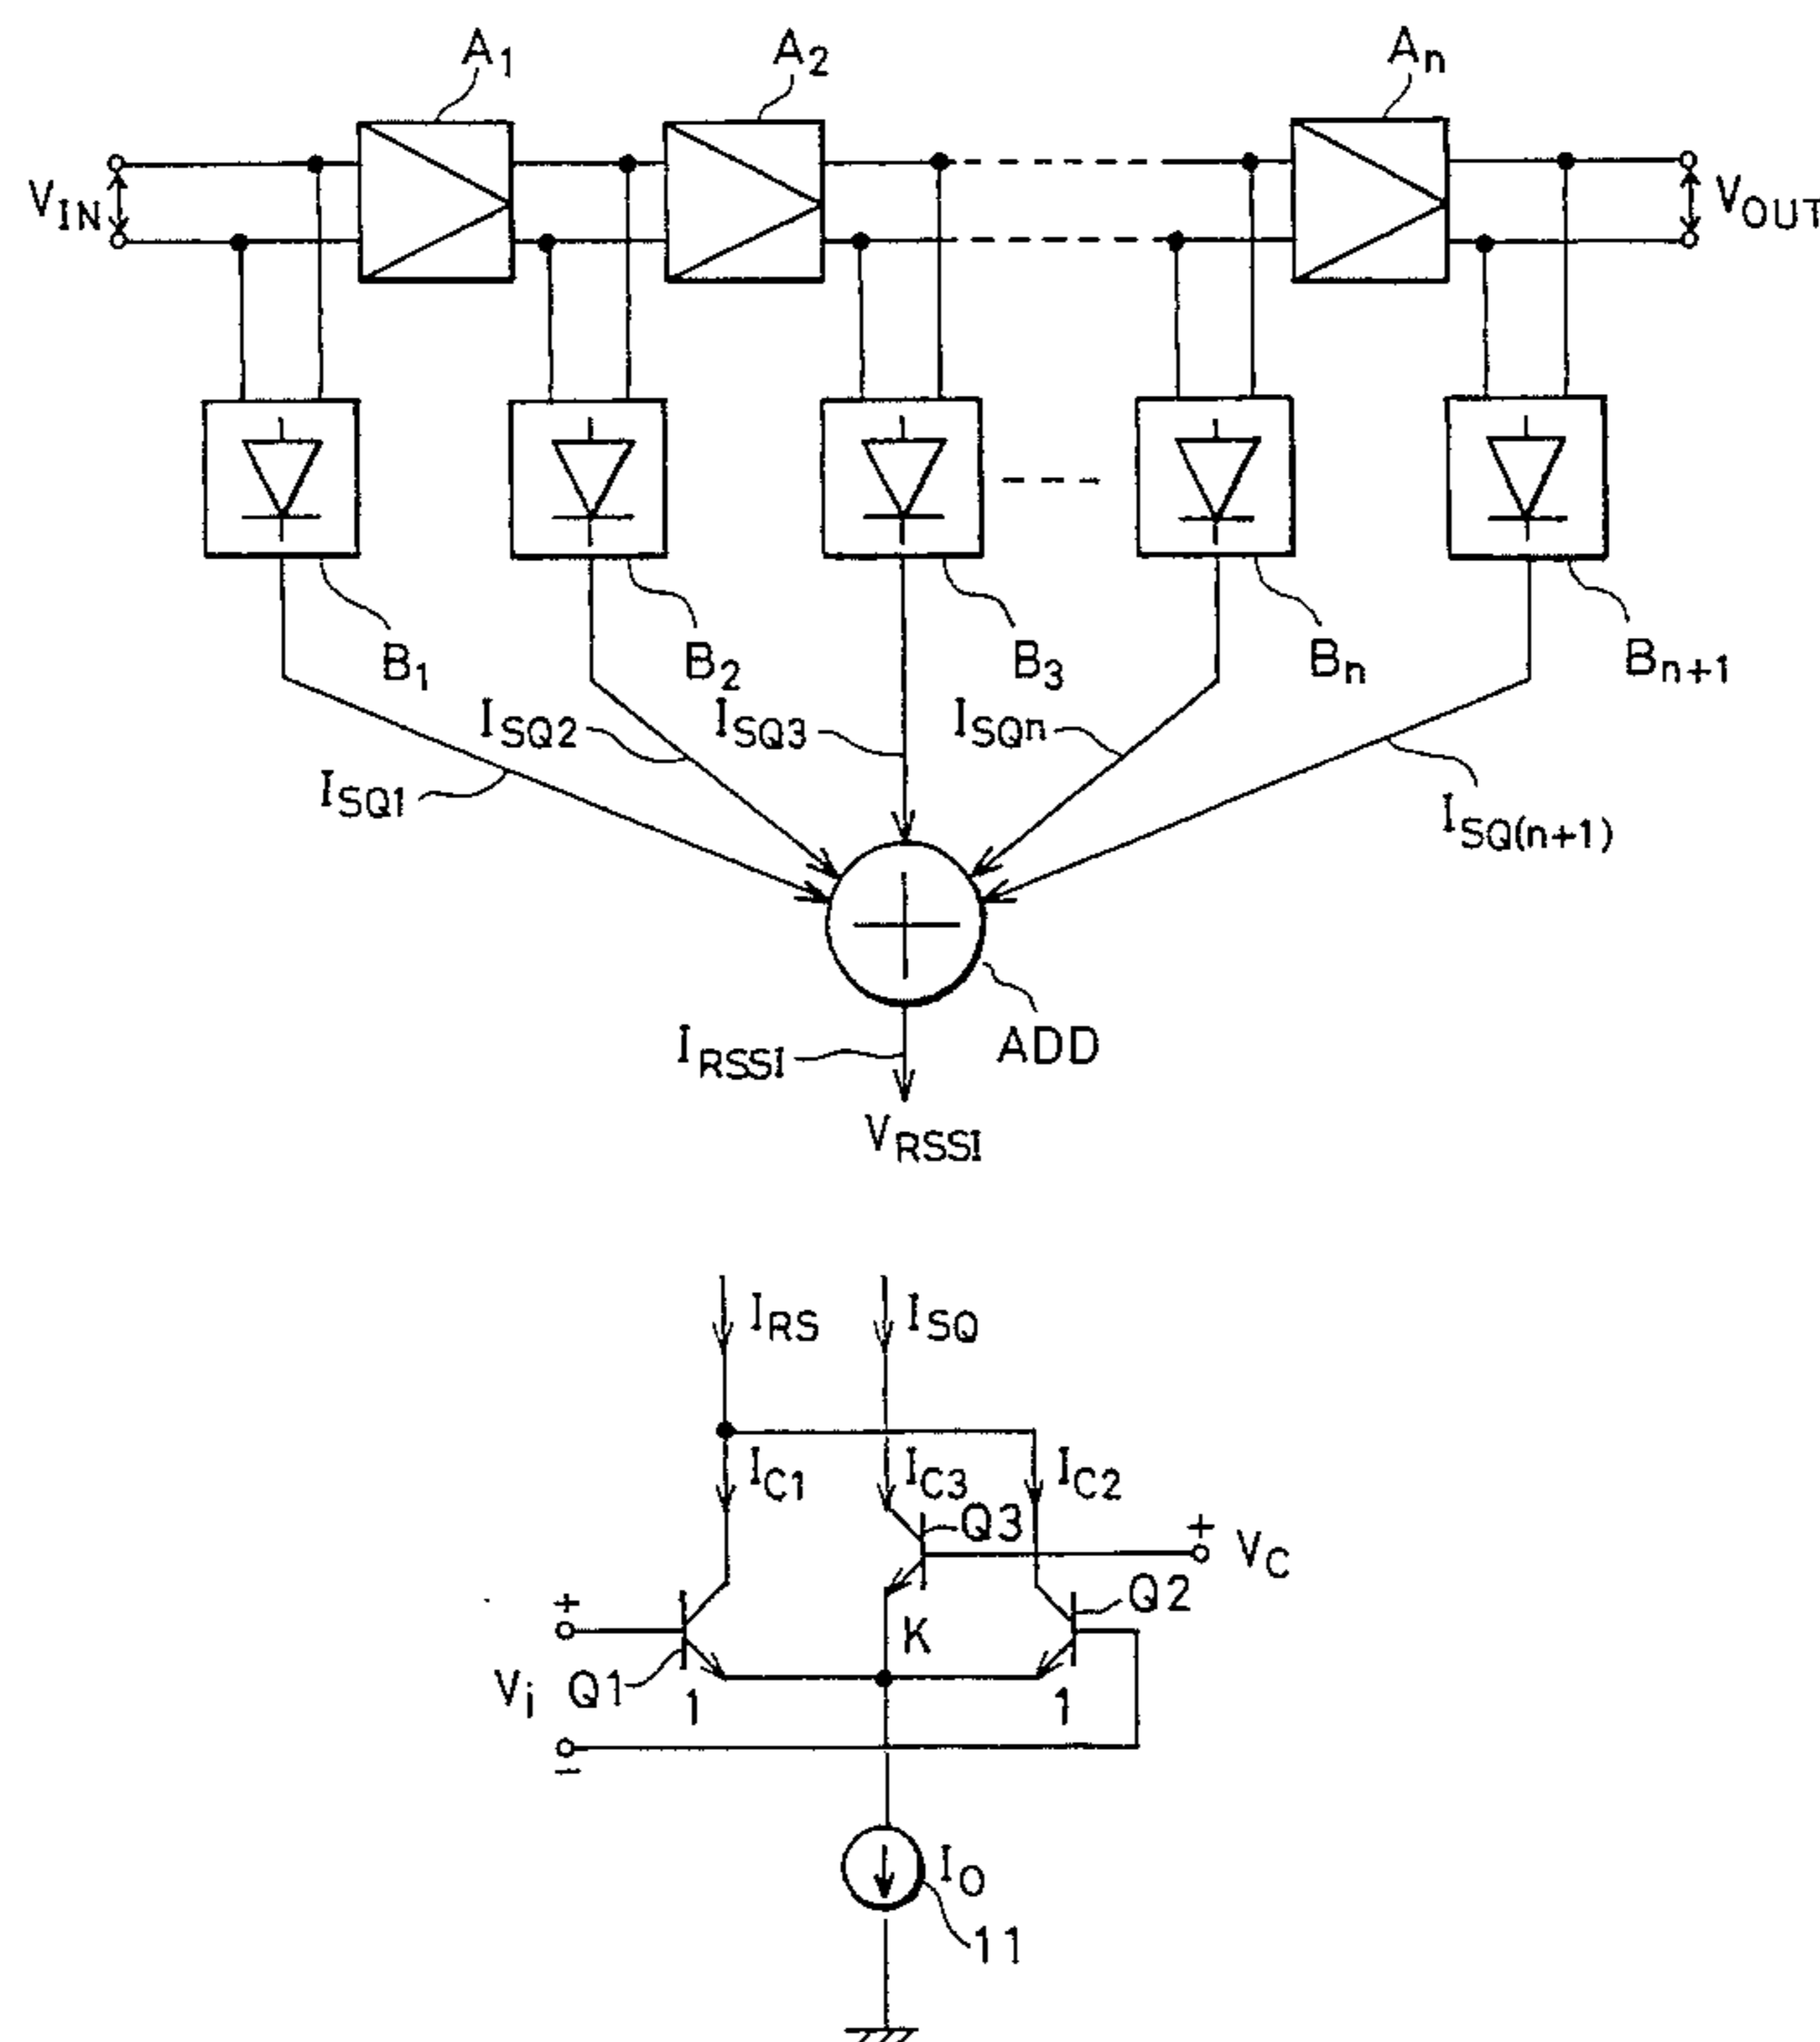 A1 A2 An
VIN VOUT
B1 B2 B3 Bn Bn+1
ISQ1 ISQ2 ISQ3 ISQn ISQ(n+1)
IRSSI ADD
VRSSI
IRS ISQ
IC1 IC3 IC2
Q3 + VC
+ Q2
K
Vi Q1 1 1
−
IO
11